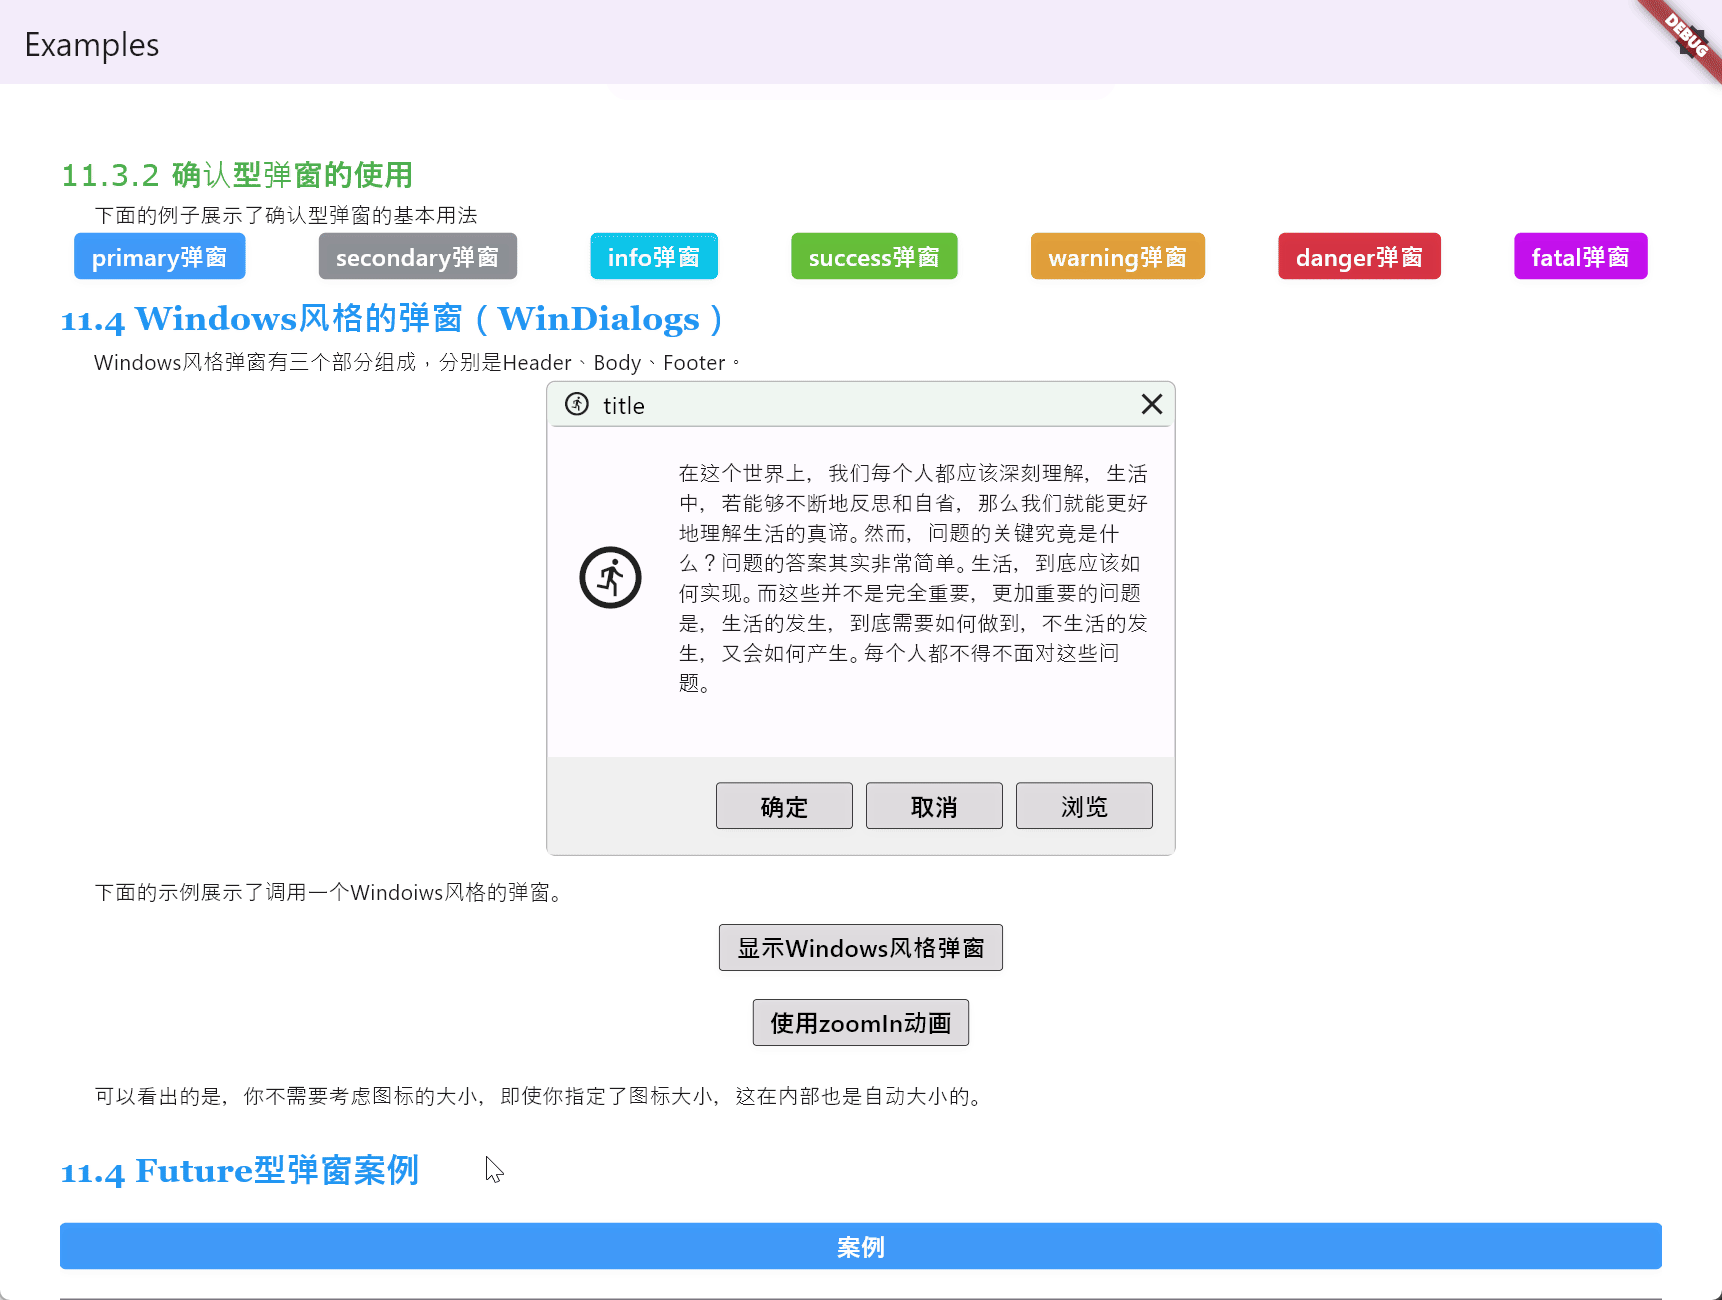 Examples
DEBUG
11.3.2 确认型弹窗的使用
下面的例子展示了确认型弹窗的基本用法
primary弹窗
secondary弹窗
info弹窗
success弹窗
warning弹窗
danger弹窗
fatal弹窗
11.4 Windows风格的弹窗（WinDialogs）
Windows风格弹窗有三个部分组成，分别是Header、Body、Footer。
title
在这个世界上，我们每个人都应该深刻理解，生活
中，若能够不断地反思和自省，那么我们就能更好
地理解生活的真谛。然而，问题的关键究竟是什
么？问题的答案其实非常简单。生活，到底应该如
何实现。而这些并不是完全重要，更加重要的问题
是，生活的发生，到底需要如何做到，不生活的发
生，又会如何产生。每个人都不得不面对这些问
题。
确定
取消
浏览
下面的示例展示了调用一个Windoiws风格的弹窗。
显示Windows风格弹窗
使用zoomIn动画
可以看出的是，你不需要考虑图标的大小，即使你指定了图标大小，这在内部也是自动大小的。
11.4 Future型弹窗案例
案例